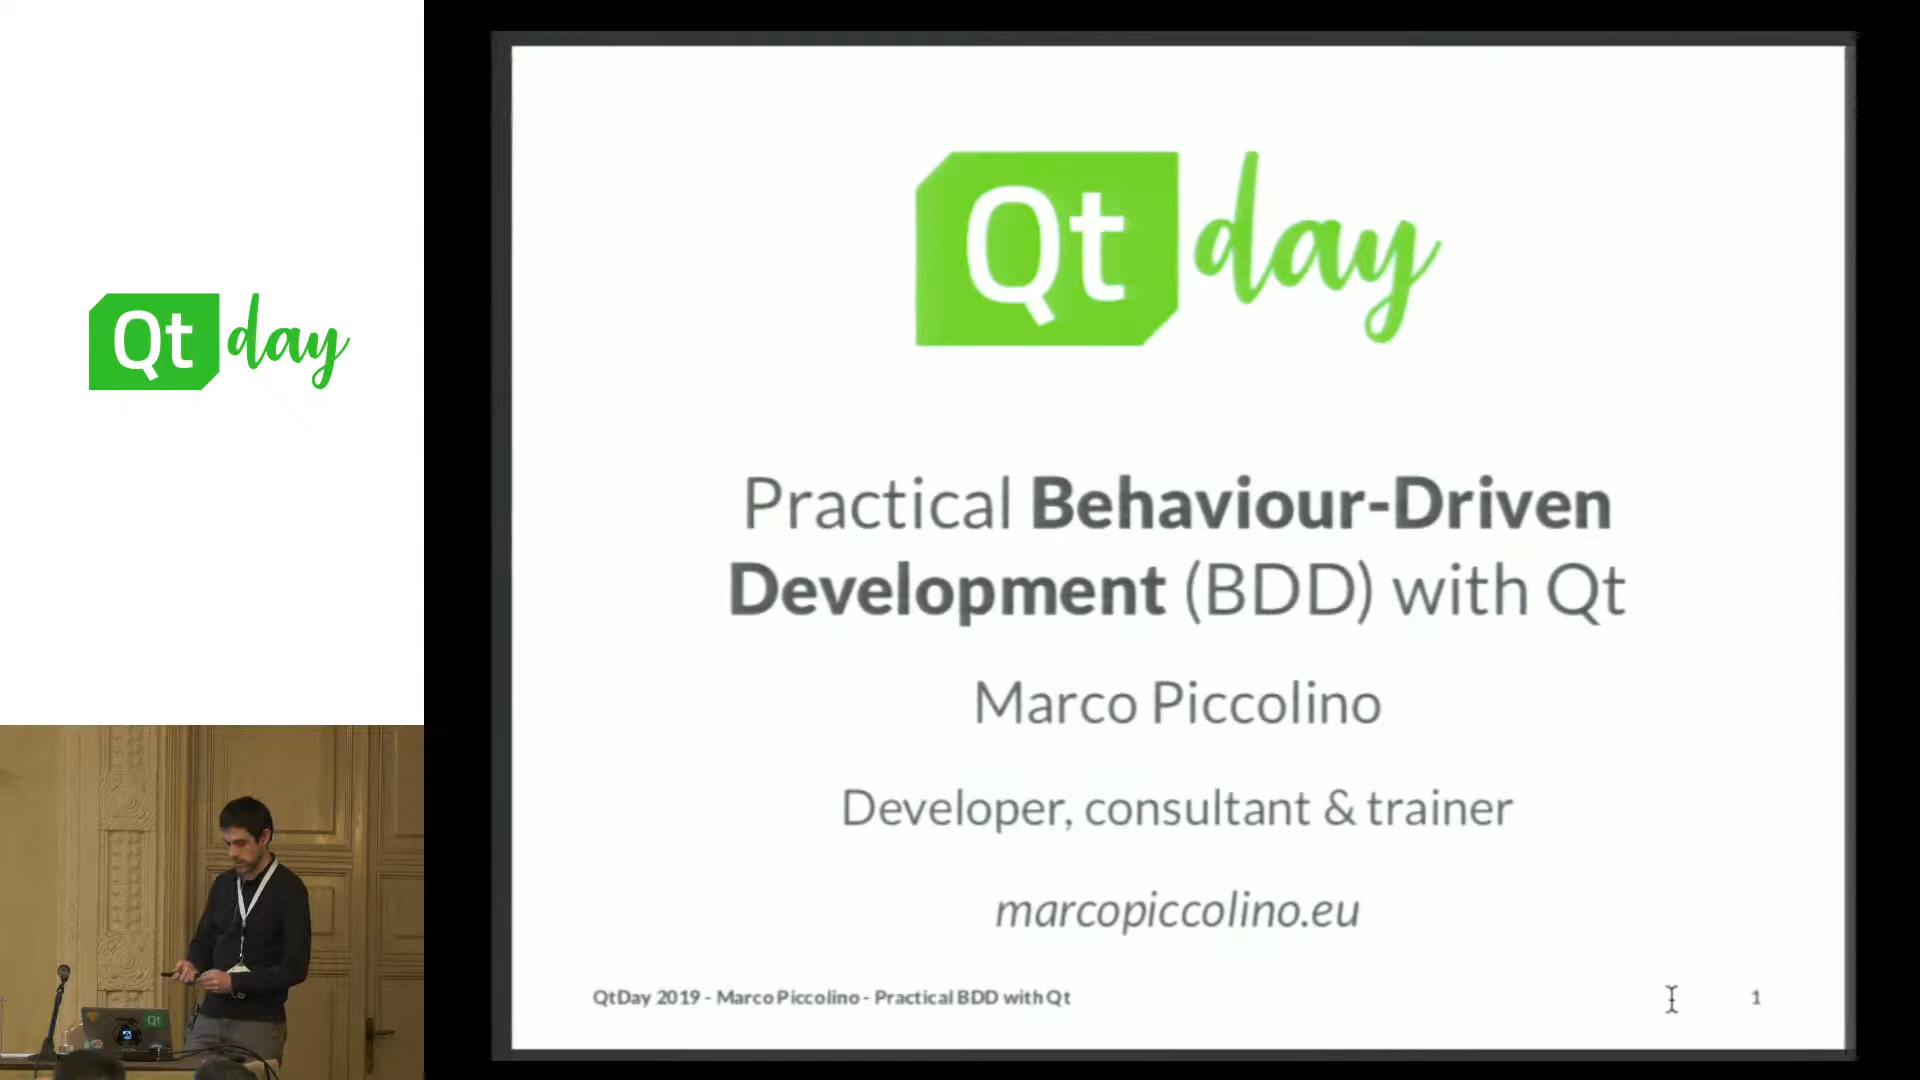 Qt day
Qt day
Practical Behaviour-Driven
Development (BDD) with Qt
Marco Piccolino
Developer, consultant & trainer
marcopiccolino.eu
QtDay 2019 - Marco Piccolino - Practical BDD with Qt
1
Qt